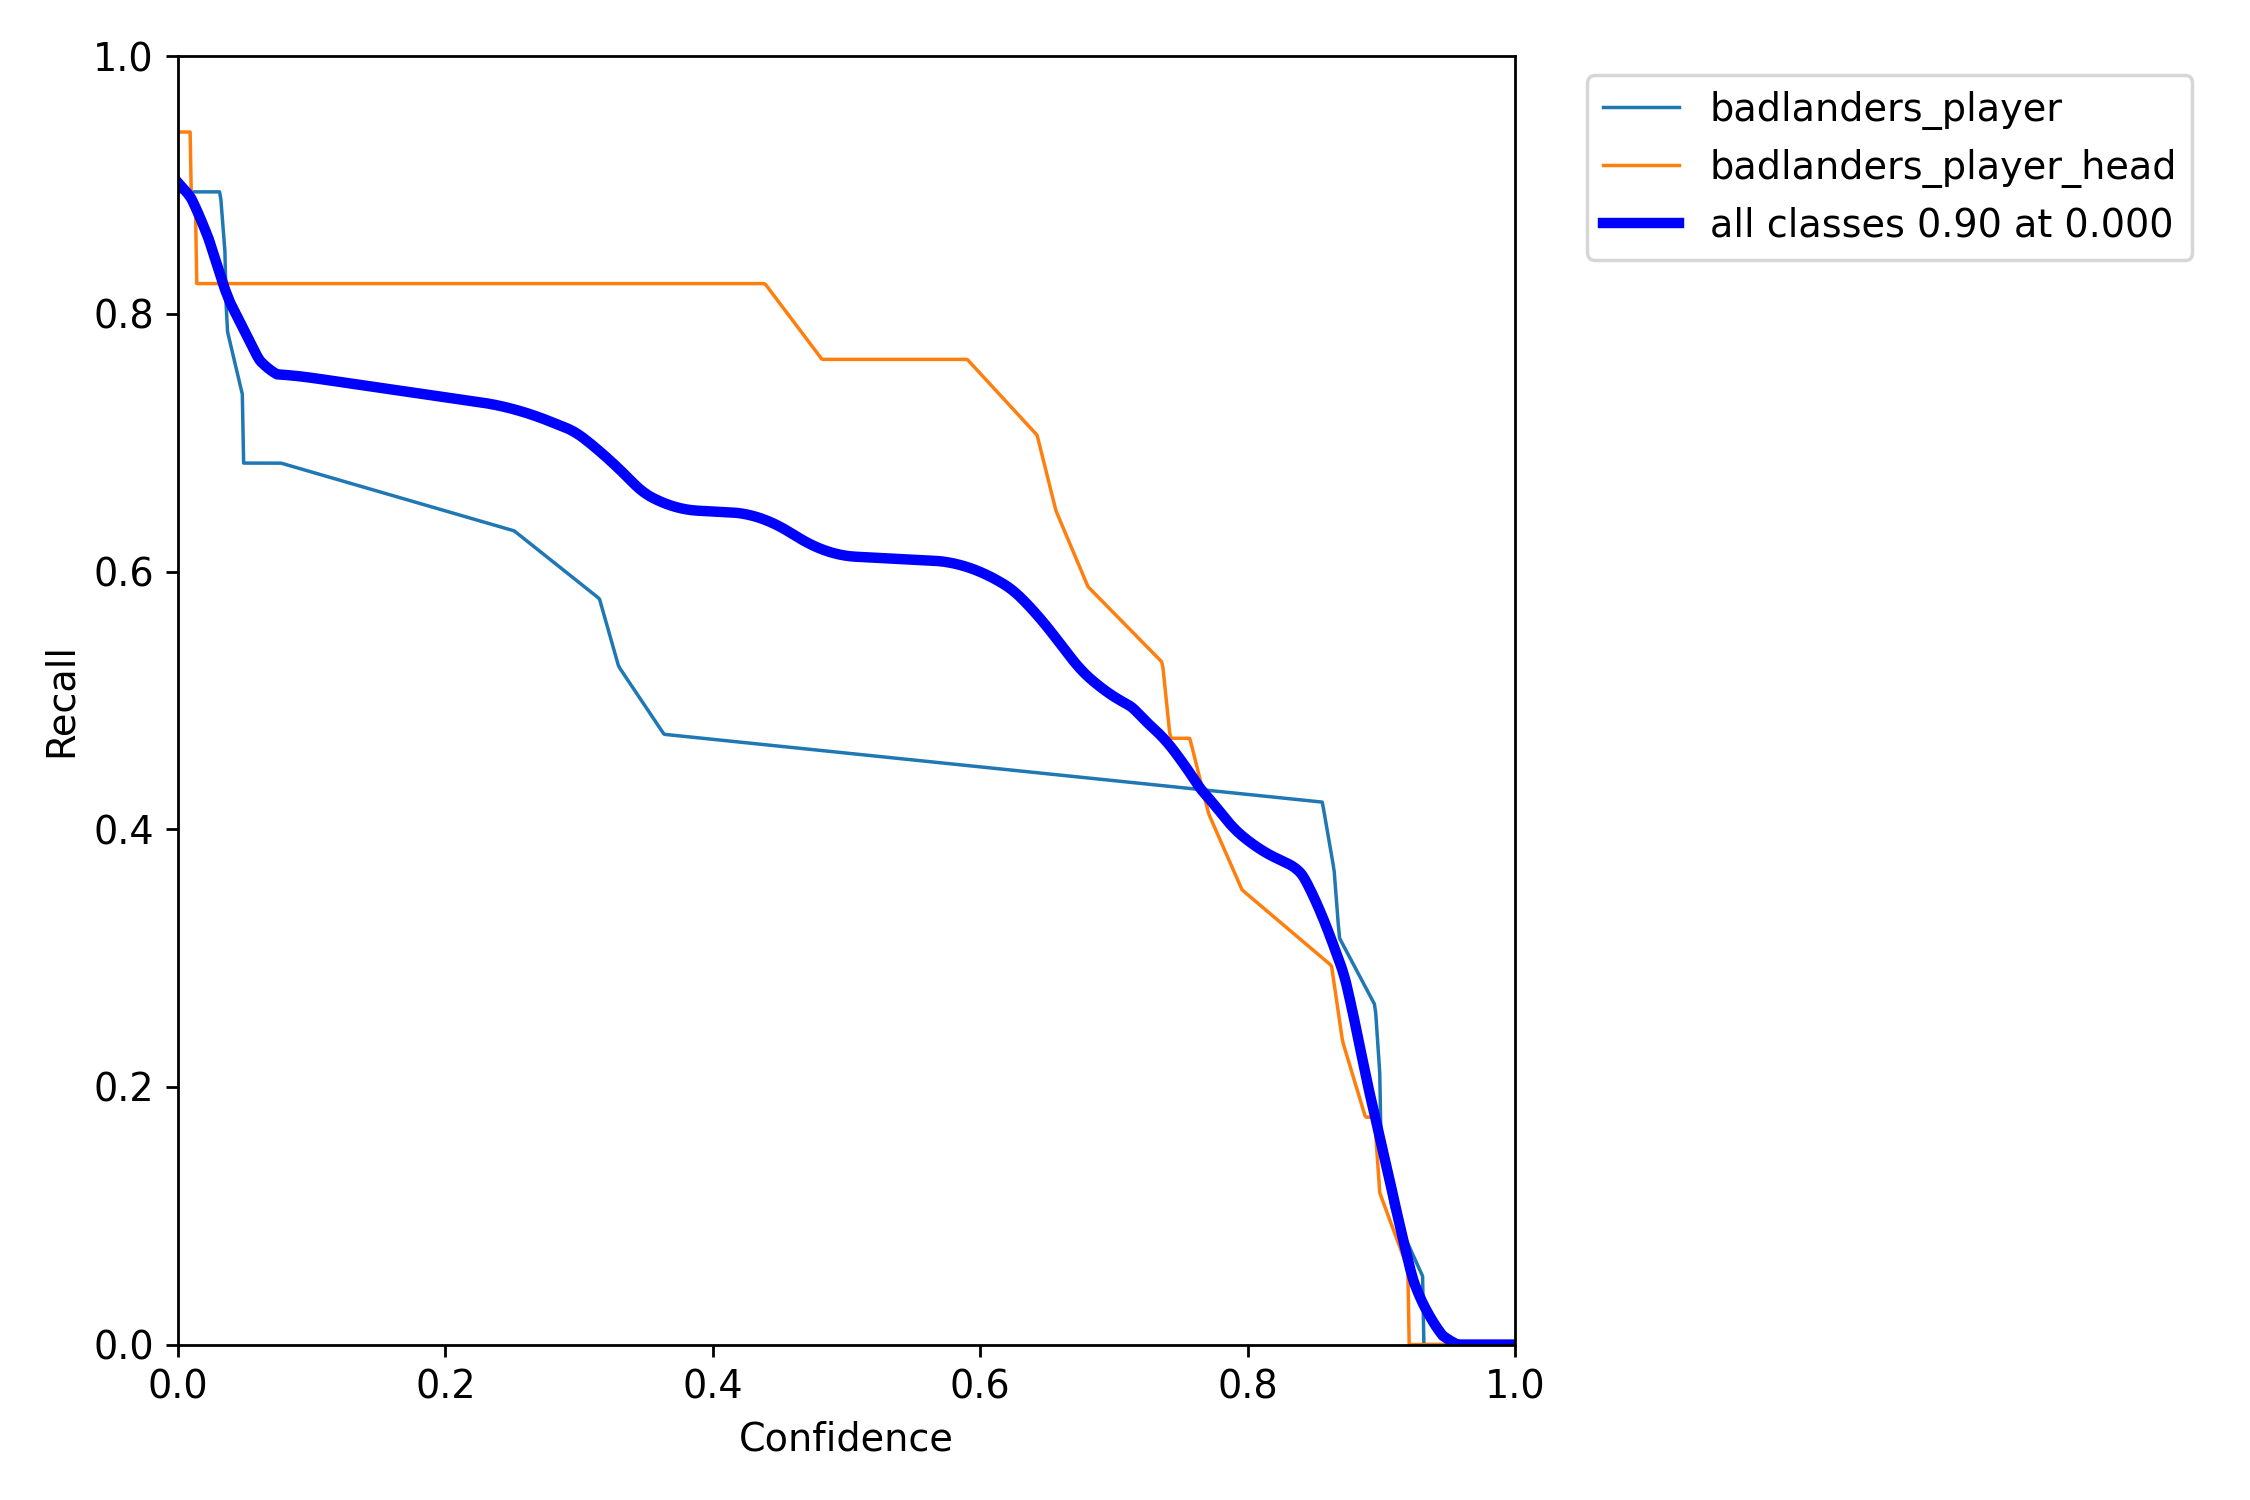 badlanders_player
badlanders_player_head
all classes 0.90 at 0.000
Recall
1.0
0.8
0.6
0.4
0.2
0.0
0.0 0.2 0.4 0.6 0.8 1.0
Confidence